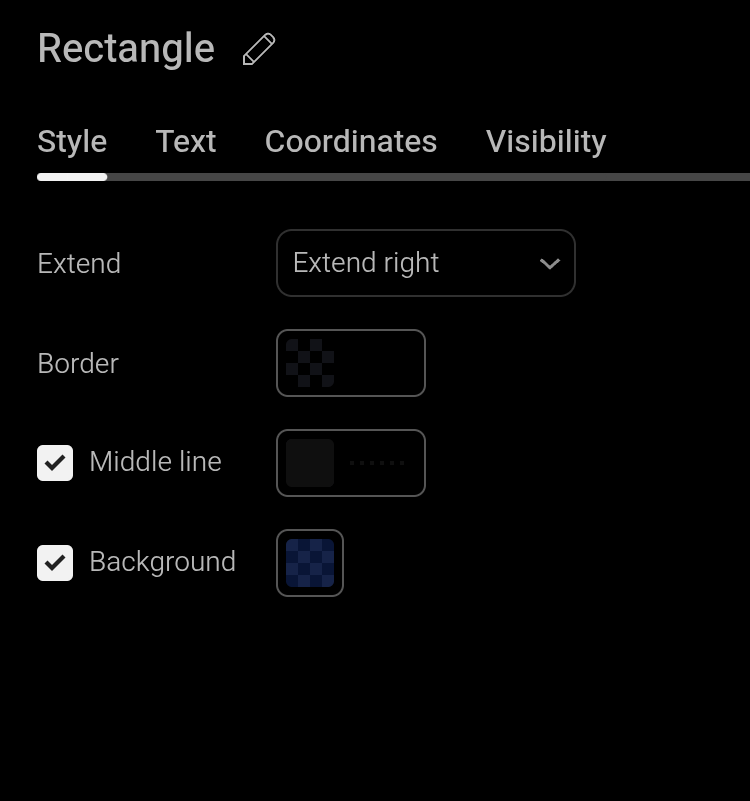 Rectangle
Style Text Coordinates Visibility
Extend Extend right
Border
Middle line
Background